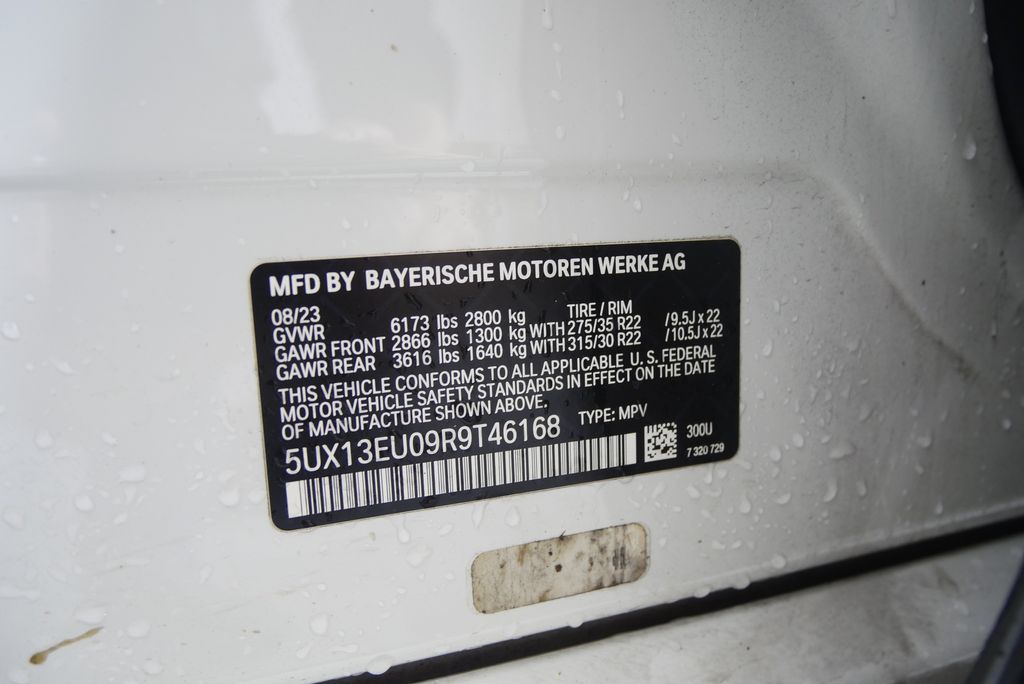 MFD BY BAYERISCHE MOTOREN WERKE AG
08/23 TIRE / RIM
GVWR 6173 lbs 2800 kg
GAWR FRONT 2866 lbs 1300 kg WITH 275/35 R22 / 9.5J x 22
GAWR REAR 3616 lbs 1640 kg WITH 315/30 R22 / 10.5J x 22
THIS VEHICLE CONFORMS TO ALL APPLICABLE U. S. FEDERAL
MOTOR VEHICLE SAFETY STANDARDS IN EFFECT ON THE DATE
OF MANUFACTURE SHOWN ABOVE.
5UX13EU09R9T46168 TYPE: MPV
300U
7 320 729